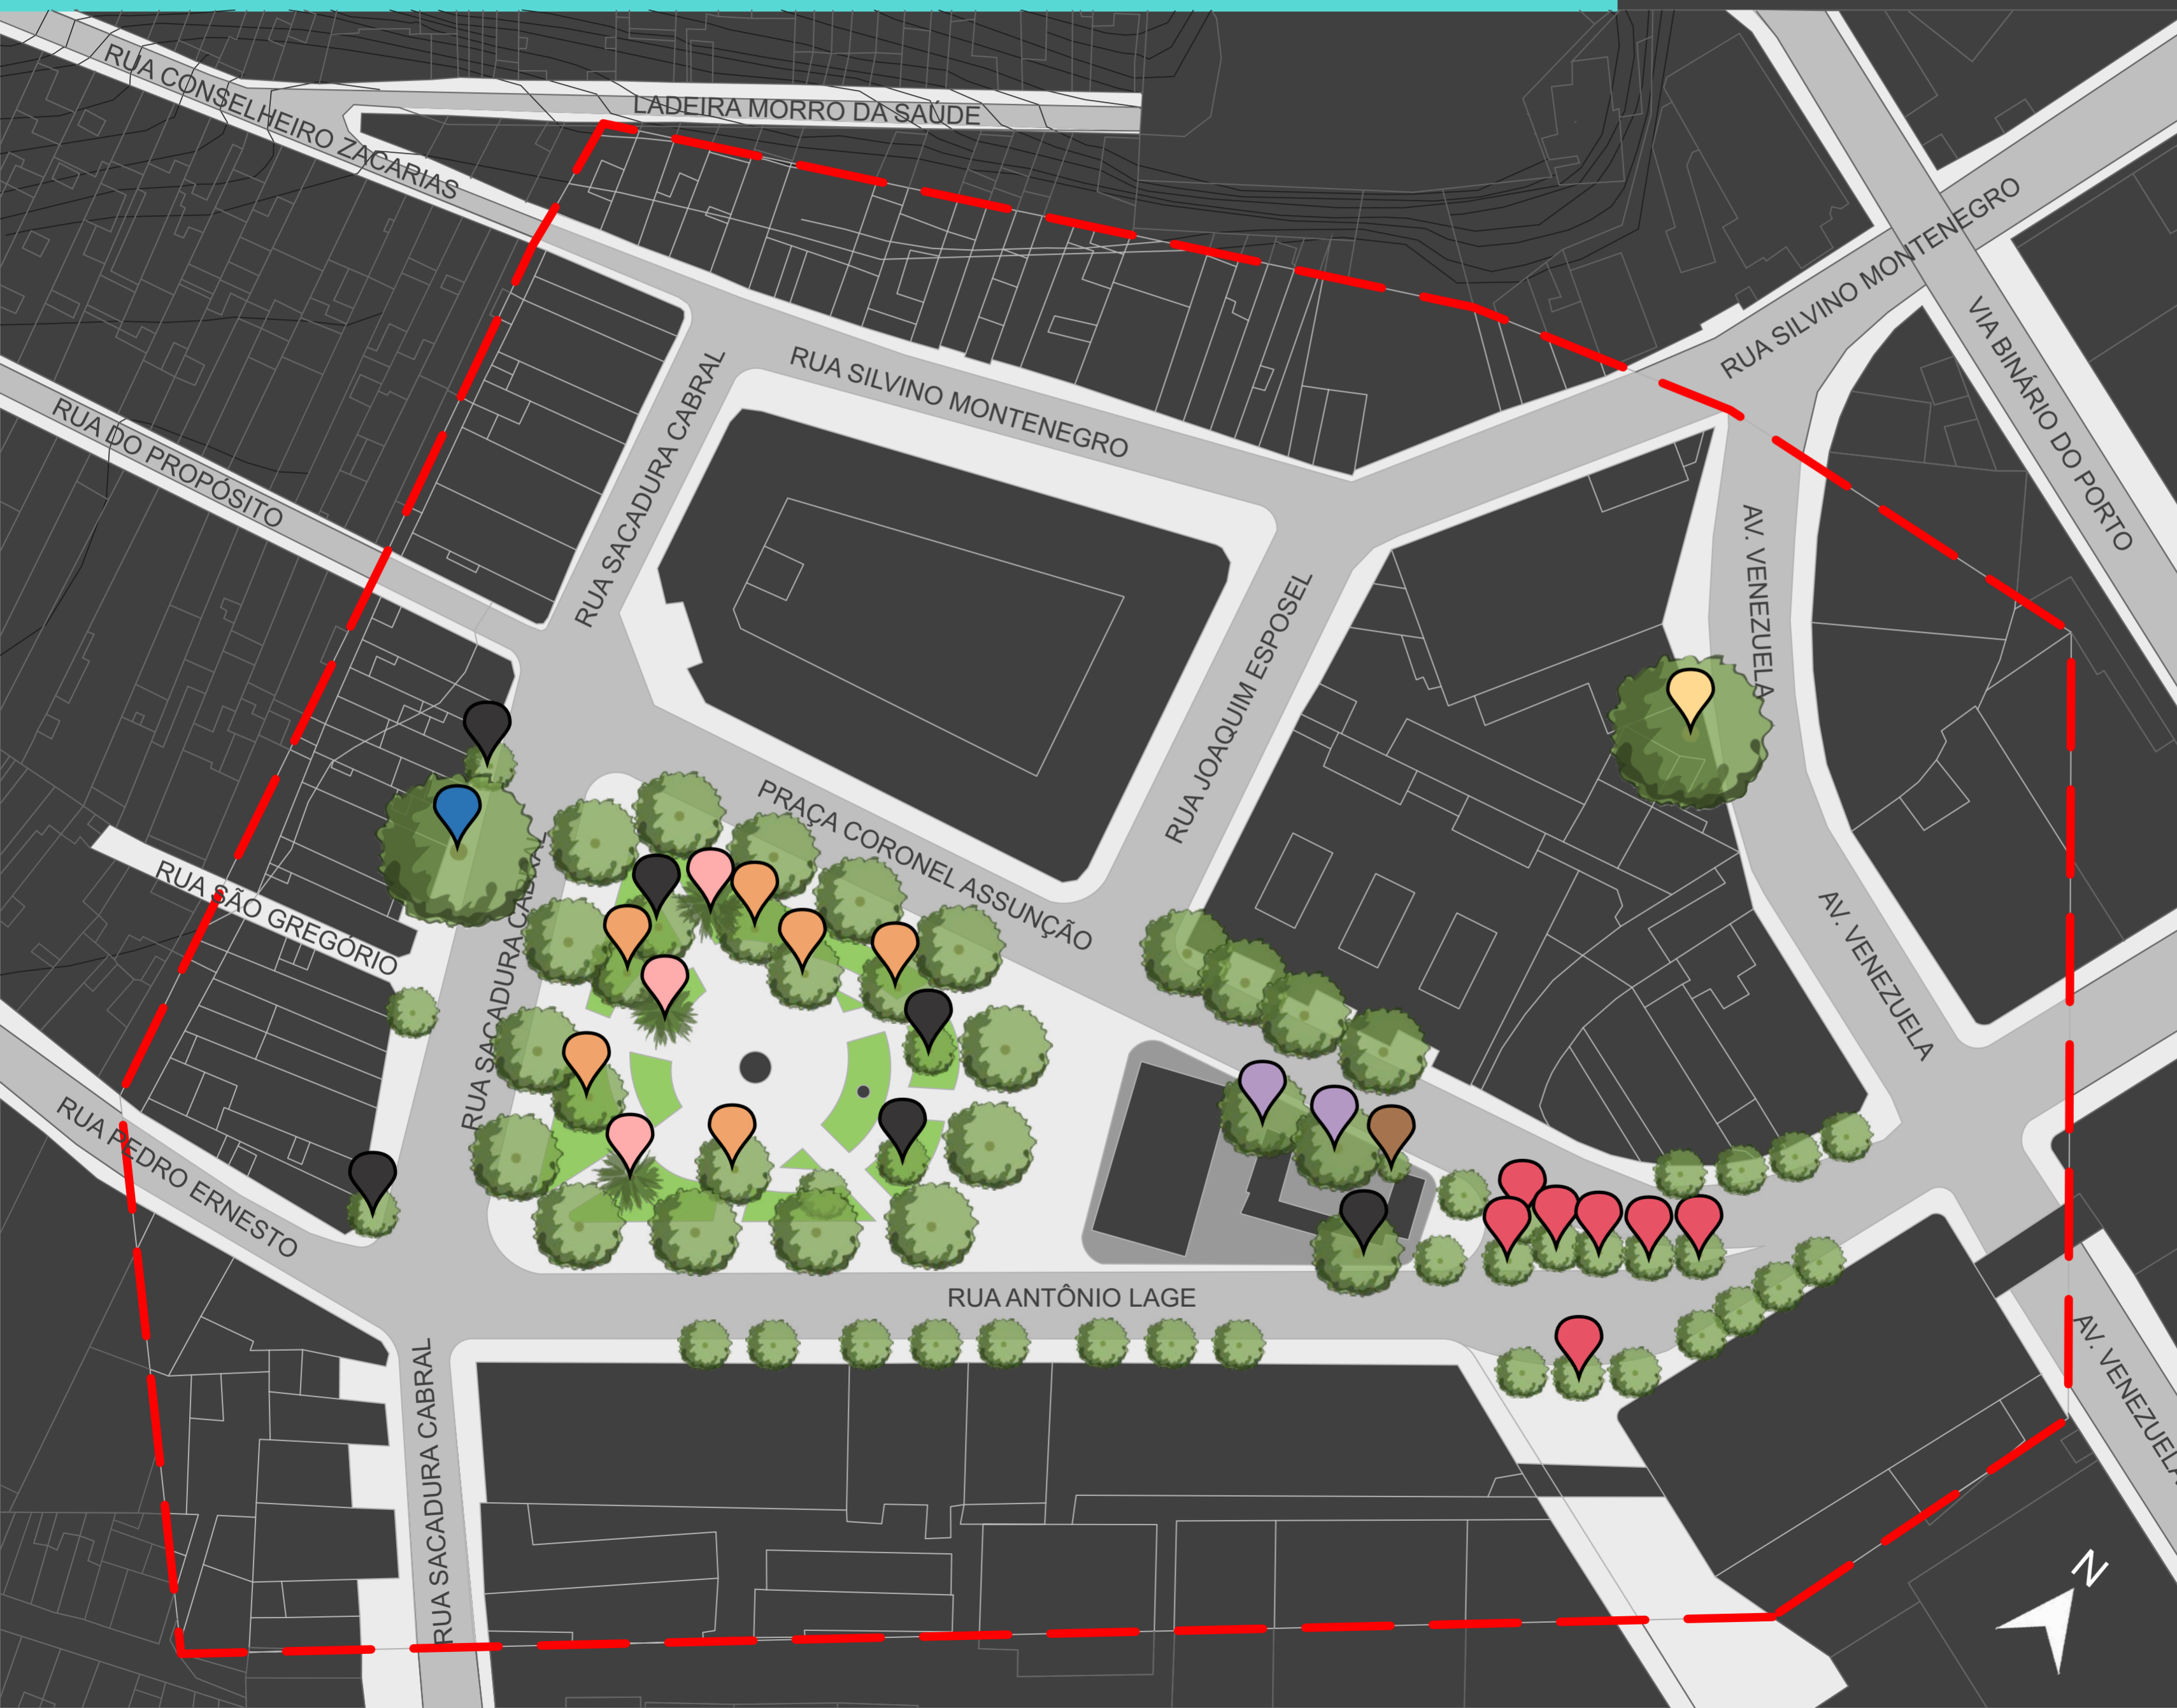 RUA CONSELHEIRO ZACARIAS
LADEIRA MORRO DA SAÚDE
RUA SILVINO MONTENEGRO
RUA SILVINO MONTENEGRO
VIA BINÁRIO DO PORTO
RUA SACADURA CABRAL
RUA DO PROPÓSITO
AV. VENEZUELA
RUA JOAQUIM ESPOSEL
PRAÇA CORONEL ASSUNÇÃO
RUA SÃO GREGÓRIO
RUA SACADURA CABRAL
AV. VENEZUELA
RUA PEDRO ERNESTO
RUA ANTÔNIO LAGE
RUA SACADURA CABRAL
AV. VENEZUELA
N